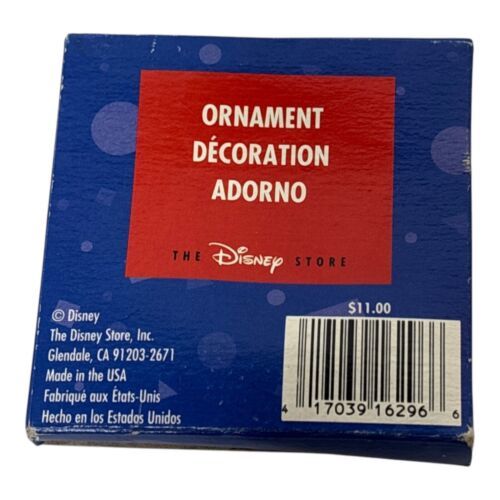 ORNAMENT
DÉCORATION
ADORNO
THE Disney STORE
$11.00
© Disney
The Disney Store, Inc.
Glendale, CA 91203-2671
Made in the USA
Fabriqué aux États-Unis
Hecho en los Estados Unidos
4 17039 16296 6